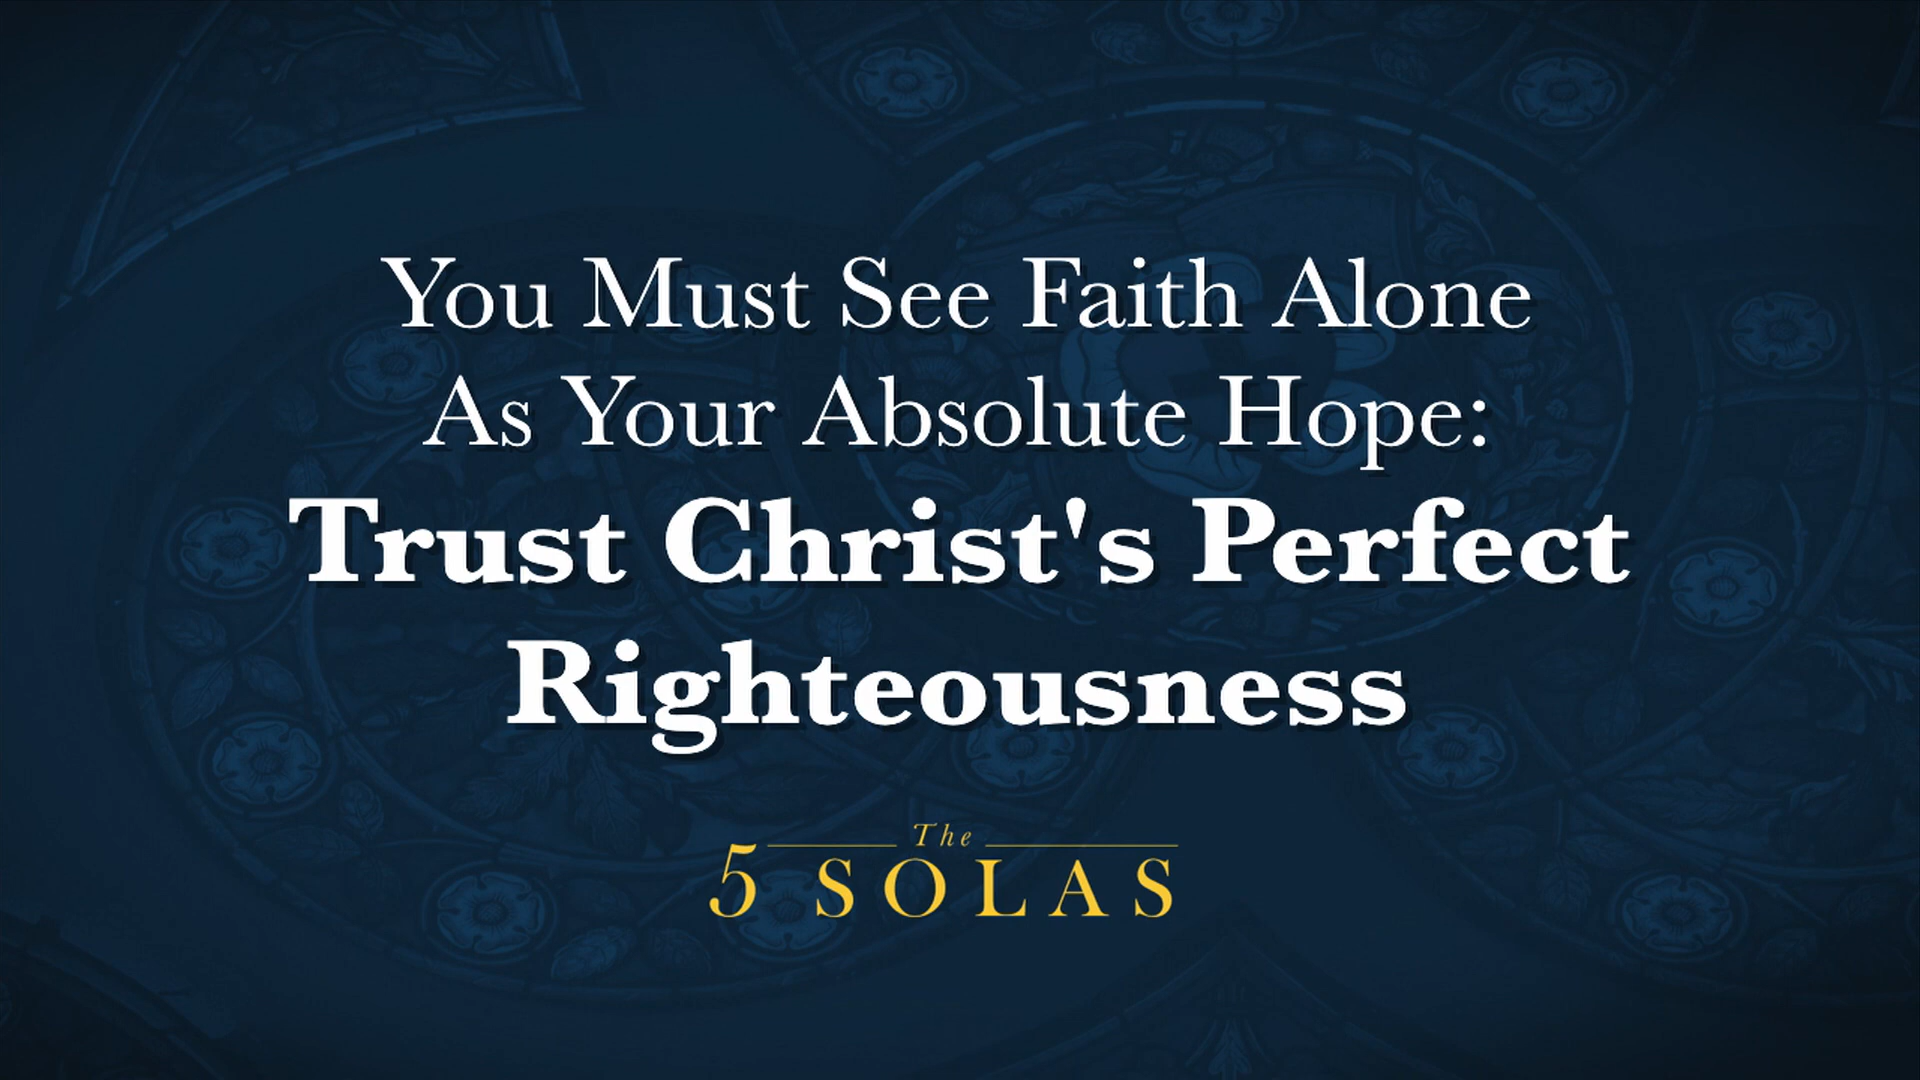 You Must See Faith Alone
As Your Absolute Hope:
Trust Christ's Perfect
Righteousness
The
5 SOLAS